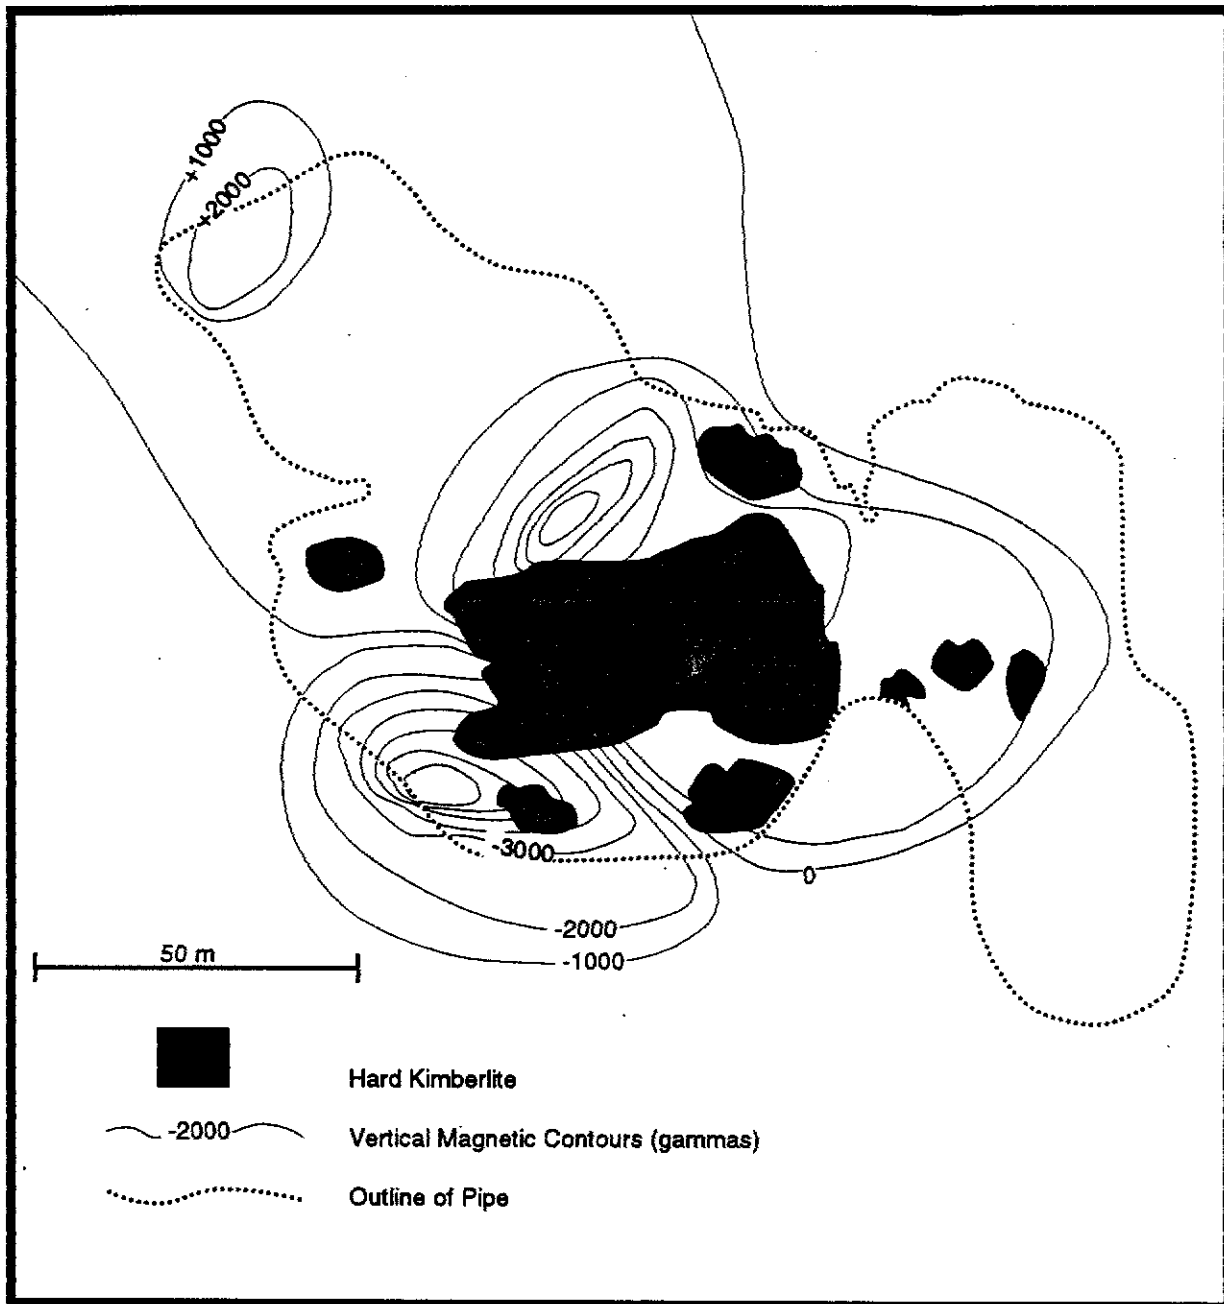 +1000
+2000
-3000
0
-2000
-1000
50 m
Hard Kimberlite
-2000
Vertical Magnetic Contours (gammas)
Outline of Pipe